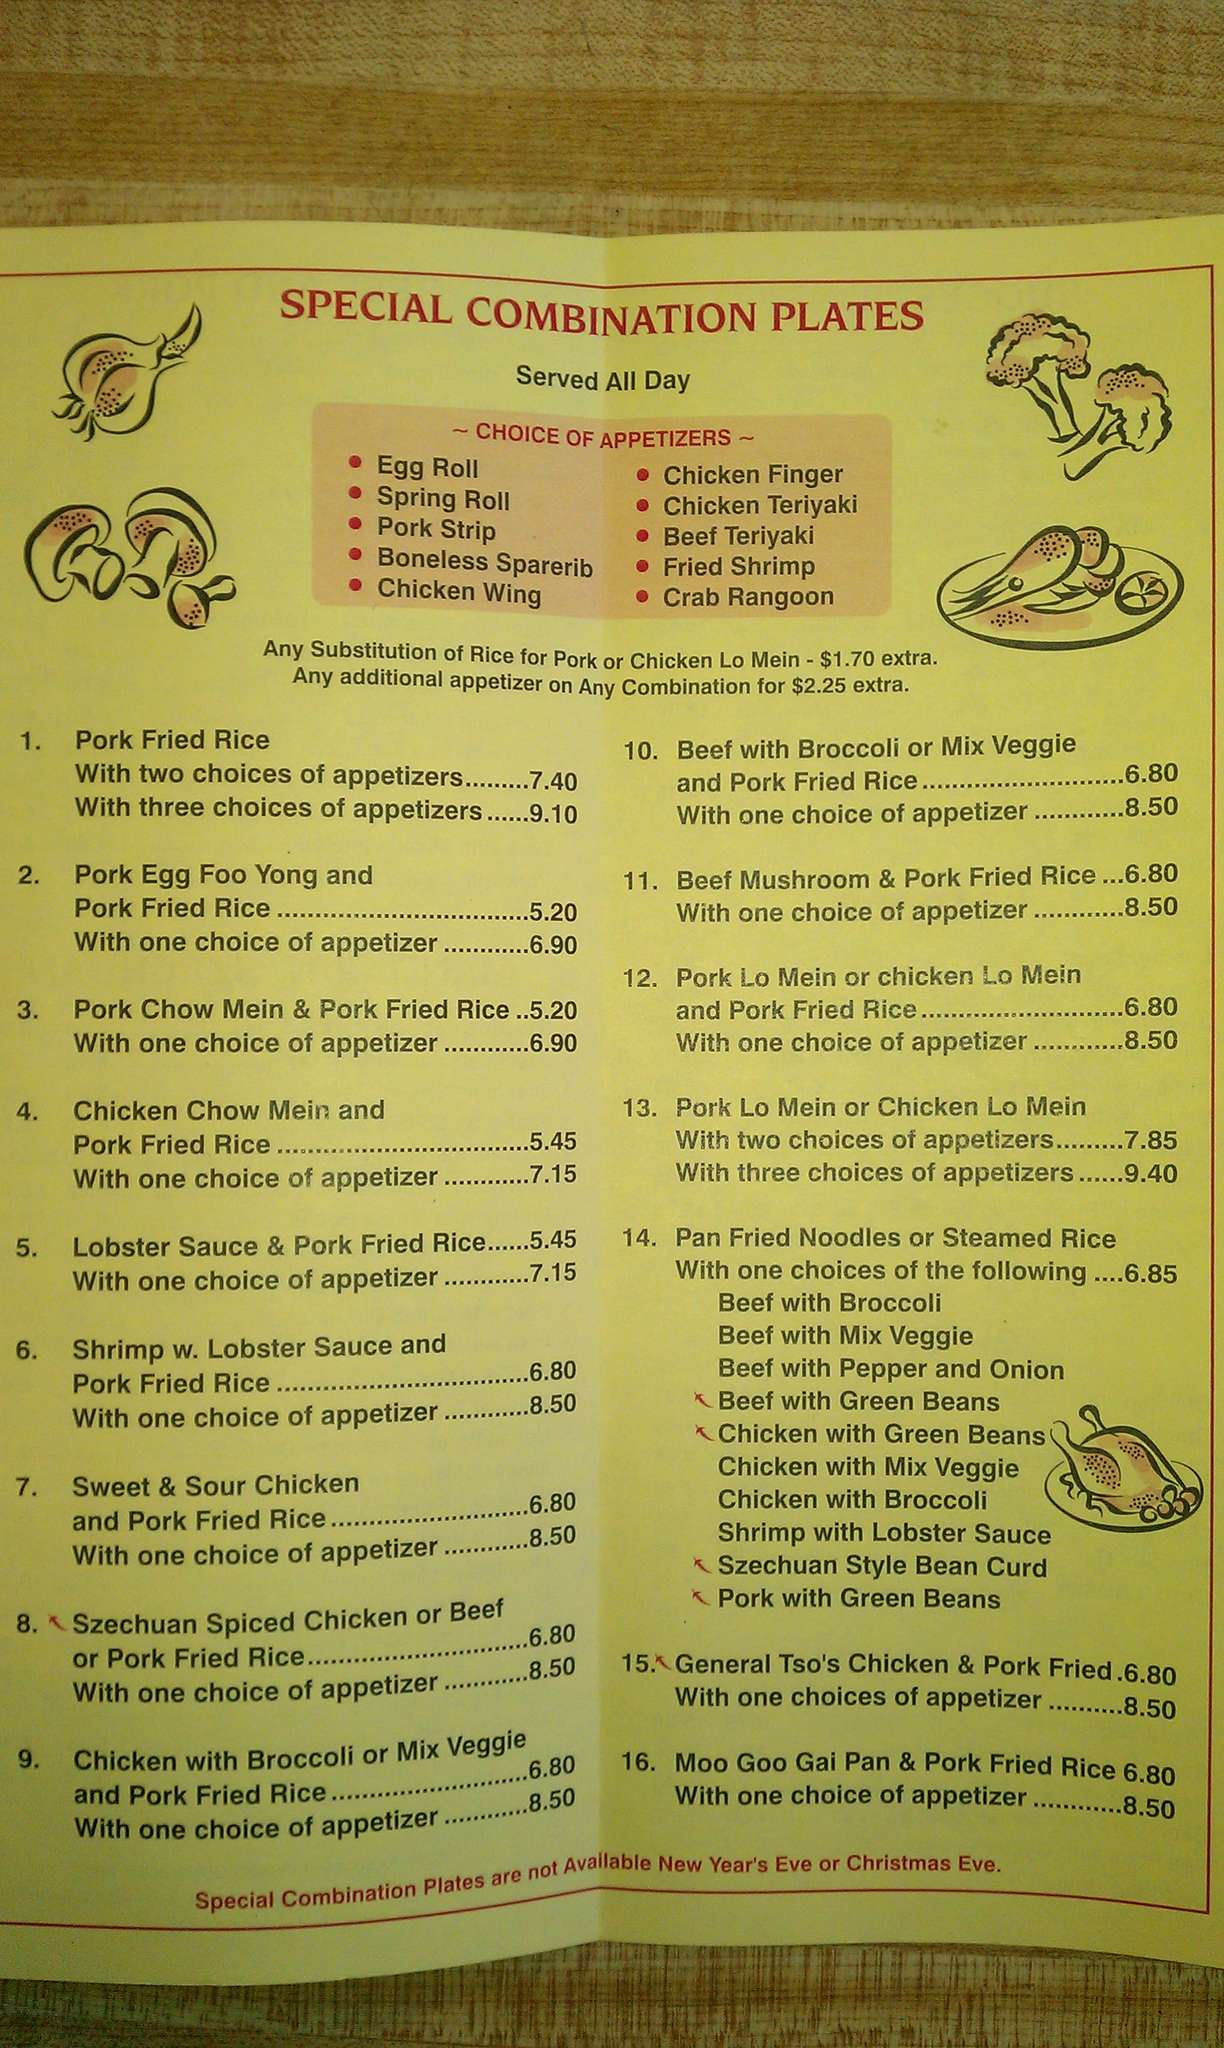 SPECIAL COMBINATION PLATES
Served All Day
~ CHOICE OF APPETIZERS ~
• Egg Roll
• Spring Roll
• Pork Strip
• Boneless Sparerib
• Chicken Wing
• Chicken Finger
• Chicken Teriyaki
• Beef Teriyaki
• Fried Shrimp
• Crab Rangoon
Any Substitution of Rice for Pork or Chicken Lo Mein - $1.70 extra.
Any additional appetizer on Any Combination for $2.25 extra.
1. Pork Fried Rice
With two choices of appetizers.........7.40
With three choices of appetizers......9.10
2. Pork Egg Foo Yong and
Pork Fried Rice .................................5.20
With one choice of appetizer ............6.90
3. Pork Chow Mein & Pork Fried Rice ..5.20
With one choice of appetizer ............6.90
4. Chicken Chow Mein and
Pork Fried Rice .................................5.45
With one choice of appetizer ............7.15
5. Lobster Sauce & Pork Fried Rice......5.45
With one choice of appetizer ............7.15
6. Shrimp w. Lobster Sauce and
Pork Fried Rice .................................6.80
With one choice of appetizer ............8.50
7. Sweet & Sour Chicken
and Pork Fried Rice ..........................6.80
With one choice of appetizer ............8.50
8. Szechuan Spiced Chicken or Beef
or Pork Fried Rice.............................6.80
With one choice of appetizer ............8.50
9. Chicken with Broccoli or Mix Veggie
and Pork Fried Rice ..........................6.80
With one choice of appetizer ............8.50
10. Beef with Broccoli or Mix Veggie
and Pork Fried Rice ..........................6.80
With one choice of appetizer ............8.50
11. Beef Mushroom & Pork Fried Rice ...6.80
With one choice of appetizer ............8.50
12. Pork Lo Mein or chicken Lo Mein
and Pork Fried Rice ..........................6.80
With one choice of appetizer ............8.50
13. Pork Lo Mein or Chicken Lo Mein
With two choices of appetizers.........7.85
With three choices of appetizers ......9.40
14. Pan Fried Noodles or Steamed Rice
With one choices of the following ....6.85
Beef with Broccoli
Beef with Mix Veggie
Beef with Pepper and Onion
Beef with Green Beans
Chicken with Green Beans
Chicken with Mix Veggie
Chicken with Broccoli
Shrimp with Lobster Sauce
Szechuan Style Bean Curd
Pork with Green Beans
15. General Tso's Chicken & Pork Fried .6.80
With one choices of appetizer ..........8.50
16. Moo Goo Gai Pan & Pork Fried Rice 6.80
With one choice of appetizer ............8.50
Special Combination Plates are not Available New Year's Eve or Christmas Eve.